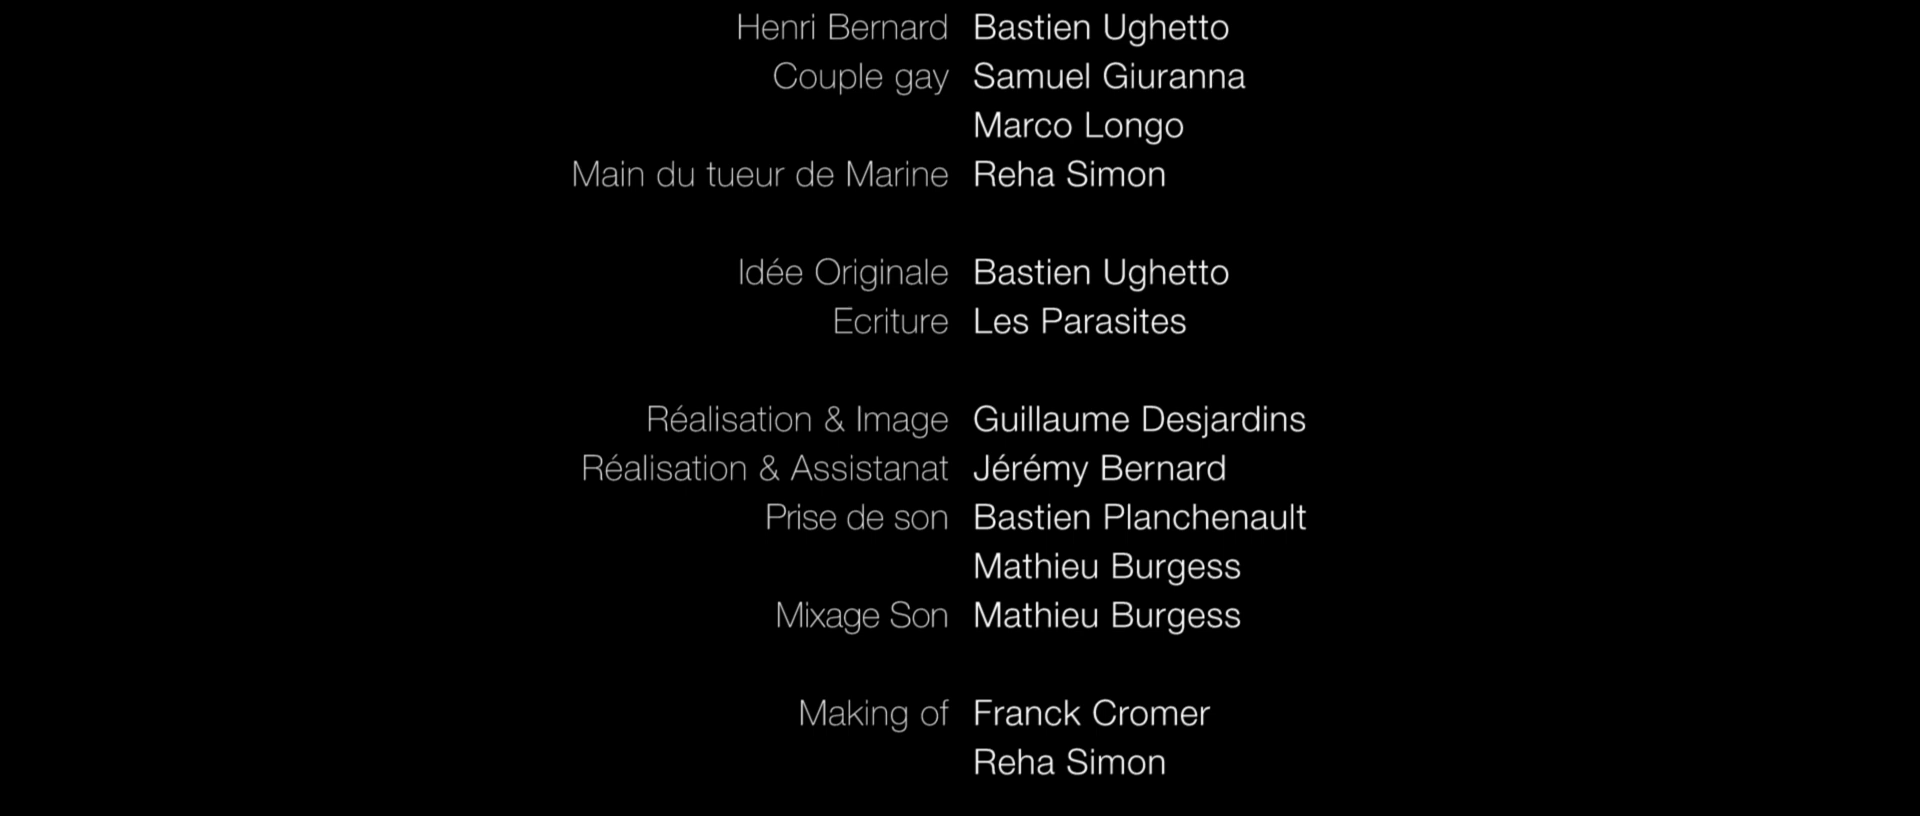 Henri Bernard Bastien Ughetto
Couple gay Samuel Giuranna
Marco Longo
Main du tueur de Marine Reha Simon
Idée Originale Bastien Ughetto
Ecriture Les Parasites
Réalisation & Image Guillaume Desjardins
Réalisation & Assistanat Jérémy Bernard
Prise de son Bastien Planchenault
Mathieu Burgess
Mixage Son Mathieu Burgess
Making of Franck Cromer
Reha Simon